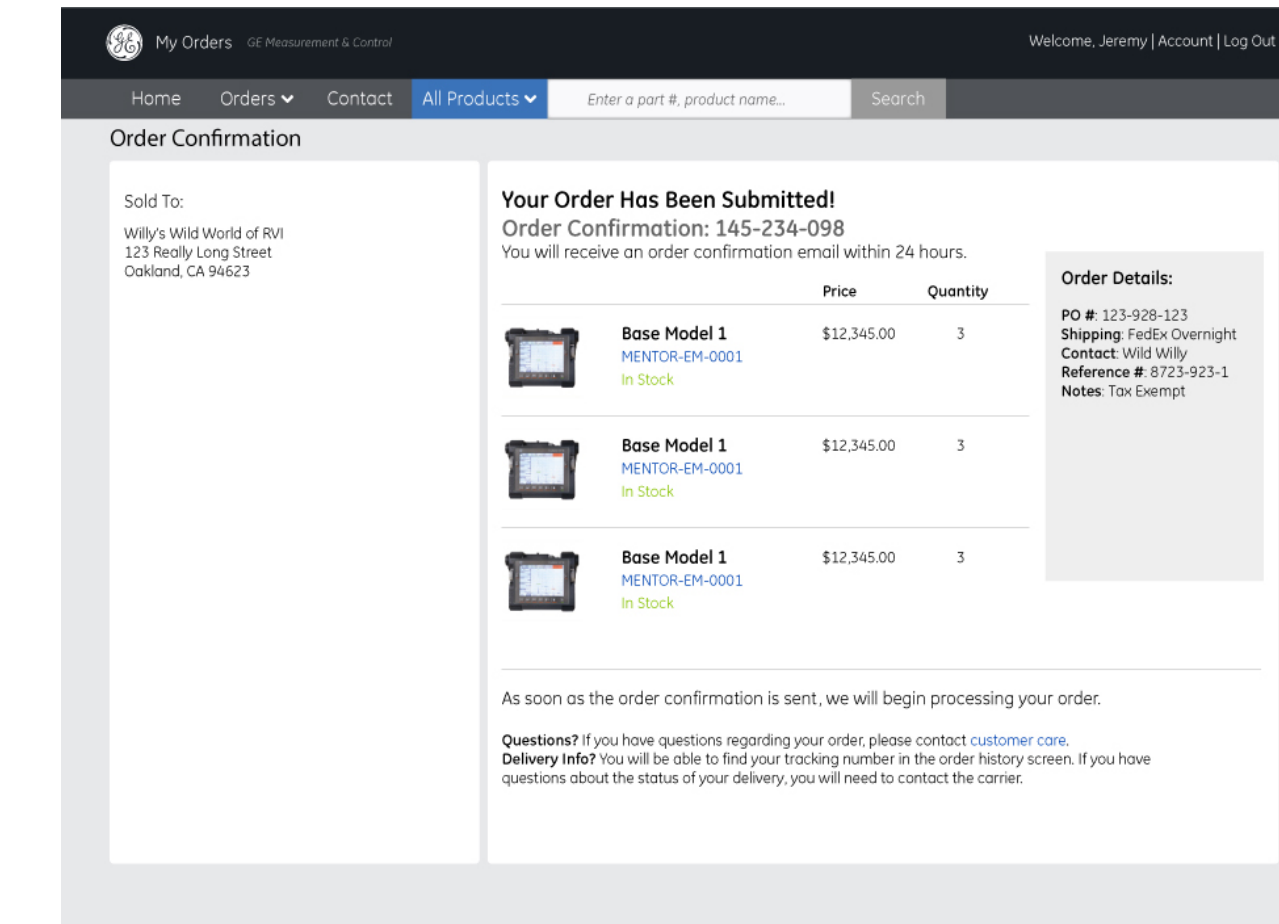 My Orders GE Measurement & Control
Welcome, Jeremy | Account | Log Out
Home Orders Contact All Products Enter a part #, product name... Search
Order Confirmation
Sold To:
Willy's Wild World of RVI
123 Really Long Street
Oakland, CA 94623
Your Order Has Been Submitted!
Order Confirmation: 145-234-098
You will receive an order confirmation email within 24 hours.
Price Quantity
Base Model 1 $12,345.00 3
MENTOR-EM-0001
In Stock
Base Model 1 $12,345.00 3
MENTOR-EM-0001
In Stock
Base Model 1 $12,345.00 3
MENTOR-EM-0001
In Stock
Order Details:
PO #: 123-928-123
Shipping: FedEx Overnight
Contact: Wild Willy
Reference #: 8723-923-1
Notes: Tax Exempt
As soon as the order confirmation is sent, we will begin processing your order.
Questions? If you have questions regarding your order, please contact customer care.
Delivery Info? You will be able to find your tracking number in the order history screen. If you have
questions about the status of your delivery, you will need to contact the carrier.